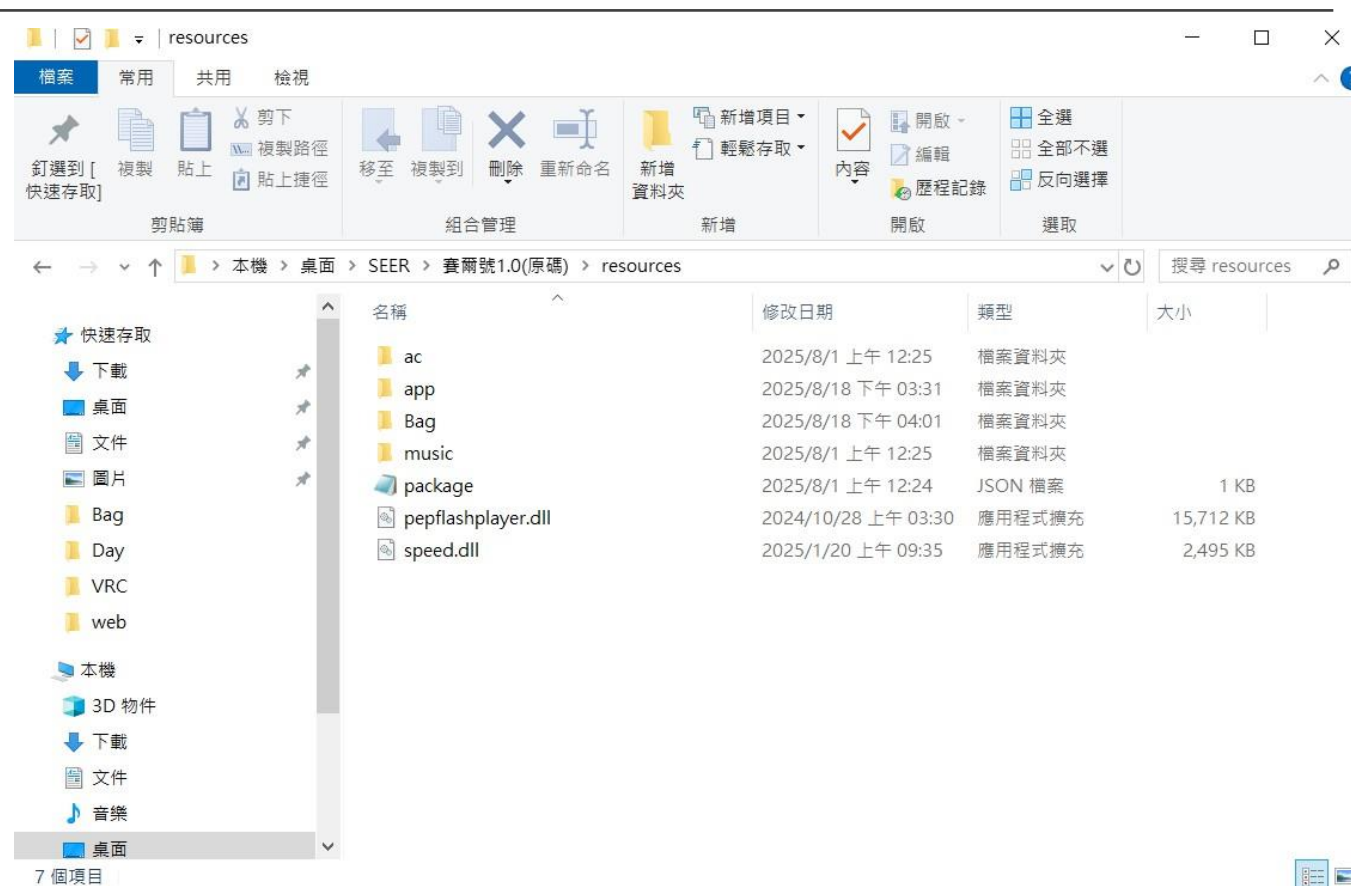 resources
檔案 常用 共用 檢視
釘選到 [快速存取]
複製
貼上
剪下
複製路徑
貼上捷徑
剪貼簿
移至
複製到
刪除
重新命名
組合管理
新增資料夾
新增項目
輕鬆存取
新增
內容
開啟
編輯
歷程記錄
開啟
全選
全部不選
反向選擇
選取
本機 > 桌面 > SEER > 賽爾號1.0(原碼) > resources
搜尋 resources
快速存取
下載
桌面
文件
圖片
Bag
Day
VRC
web
本機
3D 物件
下載
文件
音樂
桌面
名稱 修改日期 類型 大小
ac 2025/8/1 上午 12:25 檔案資料夾
app 2025/8/18 下午 03:31 檔案資料夾
Bag 2025/8/18 下午 04:01 檔案資料夾
music 2025/8/1 上午 12:25 檔案資料夾
package 2025/8/1 上午 12:24 JSON 檔案 1 KB
pepflashplayer.dll 2024/10/28 上午 03:30 應用程式擴充 15,712 KB
speed.dll 2025/1/20 上午 09:35 應用程式擴充 2,495 KB
7 個項目